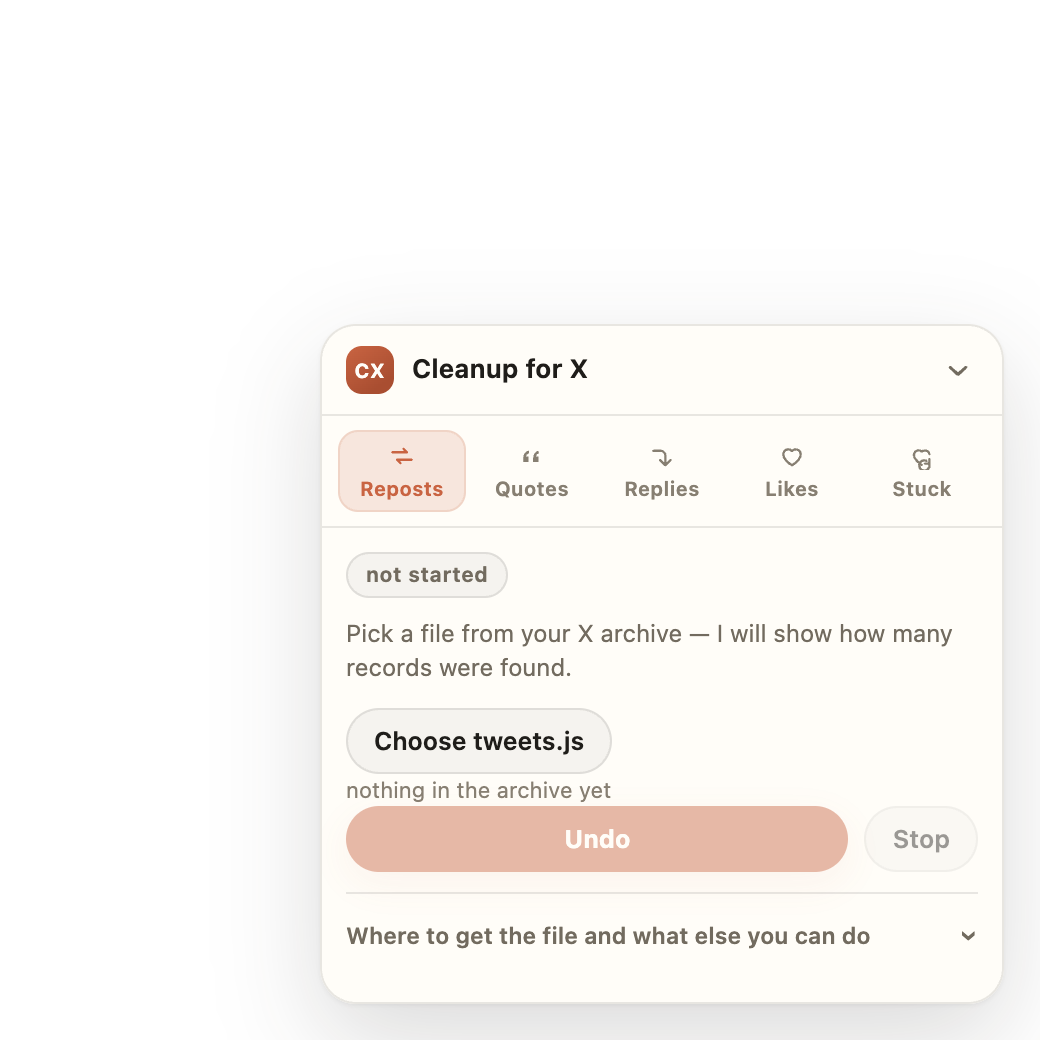 CX Cleanup for X
Reposts Quotes Replies Likes Stuck
not started
Pick a file from your X archive — I will show how many
records were found.
Choose tweets.js
nothing in the archive yet
Undo Stop
Where to get the file and what else you can do